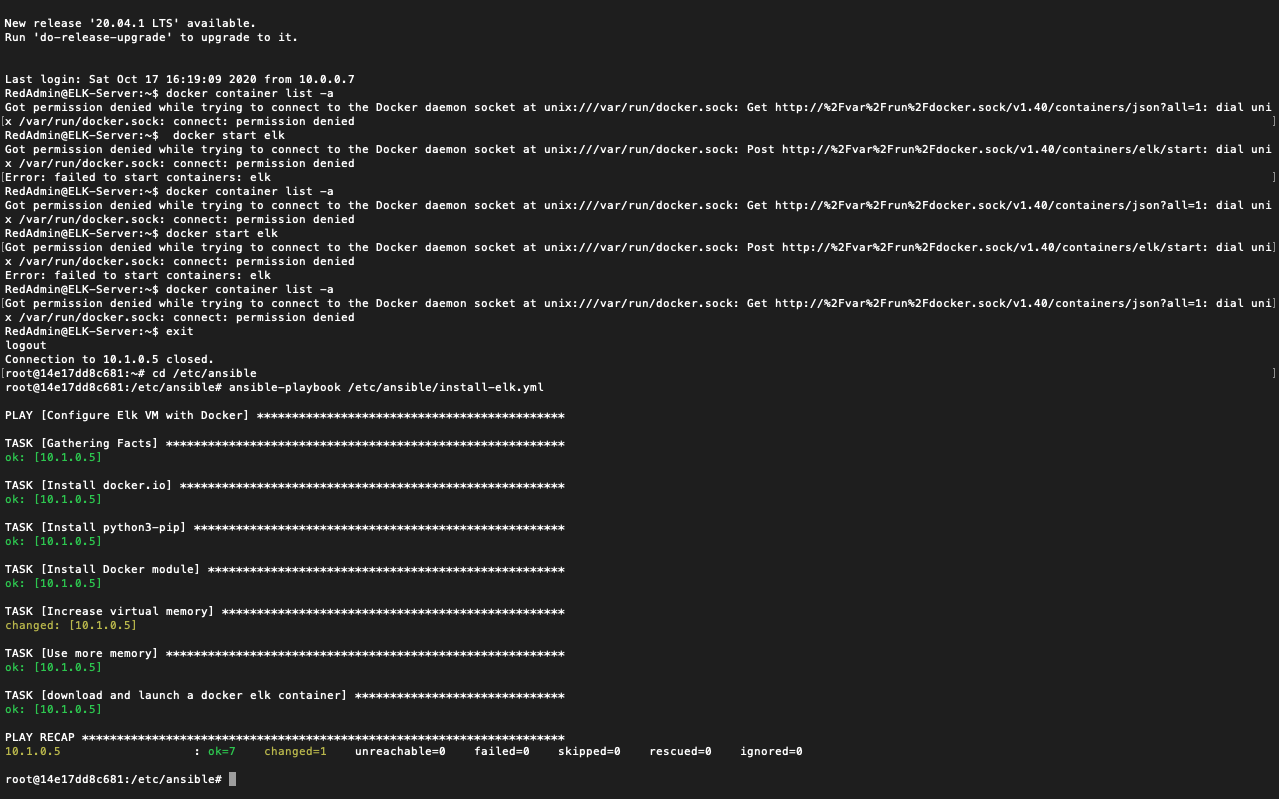 New release '20.04.1 LTS' available.
Run 'do-release-upgrade' to upgrade to it.
Last login: Sat Oct 17 16:19:09 2020 from 10.0.0.7
RedAdmin@ELK-Server:~$ docker container list -a
Got permission denied while trying to connect to the Docker daemon socket at unix:///var/run/docker.sock: Get http://%2Fvar%2Frun%2Fdocker.sock/v1.40/containers/json?all=1: dial uni
[x /var/run/docker.sock: connect: permission denied ]
RedAdmin@ELK-Server:~$  docker start elk
Got permission denied while trying to connect to the Docker daemon socket at unix:///var/run/docker.sock: Post http://%2Fvar%2Frun%2Fdocker.sock/v1.40/containers/elk/start: dial uni
x /var/run/docker.sock: connect: permission denied
[Error: failed to start containers: elk ]
RedAdmin@ELK-Server:~$ docker container list -a
Got permission denied while trying to connect to the Docker daemon socket at unix:///var/run/docker.sock: Get http://%2Fvar%2Frun%2Fdocker.sock/v1.40/containers/json?all=1: dial uni
x /var/run/docker.sock: connect: permission denied
RedAdmin@ELK-Server:~$ docker start elk
[Got permission denied while trying to connect to the Docker daemon socket at unix:///var/run/docker.sock: Post http://%2Fvar%2Frun%2Fdocker.sock/v1.40/containers/elk/start: dial uni]
x /var/run/docker.sock: connect: permission denied
Error: failed to start containers: elk
RedAdmin@ELK-Server:~$ docker container list -a
[Got permission denied while trying to connect to the Docker daemon socket at unix:///var/run/docker.sock: Get http://%2Fvar%2Frun%2Fdocker.sock/v1.40/containers/json?all=1: dial uni]
x /var/run/docker.sock: connect: permission denied
RedAdmin@ELK-Server:~$ exit
logout
Connection to 10.1.0.5 closed.
[root@14e17dd8c681:~# cd /etc/ansible ]
root@14e17dd8c681:/etc/ansible# ansible-playbook /etc/ansible/install-elk.yml
PLAY [Configure Elk VM with Docker] ********************************************
TASK [Gathering Facts] *********************************************************
ok: [10.1.0.5]
TASK [Install docker.io] *******************************************************
ok: [10.1.0.5]
TASK [Install python3-pip] *****************************************************
ok: [10.1.0.5]
TASK [Install Docker module] ***************************************************
ok: [10.1.0.5]
TASK [Increase virtual memory] *************************************************
changed: [10.1.0.5]
TASK [Use more memory] *********************************************************
ok: [10.1.0.5]
TASK [download and launch a docker elk container] ******************************
ok: [10.1.0.5]
PLAY RECAP *********************************************************************
10.1.0.5                   : ok=7    changed=1    unreachable=0    failed=0    skipped=0    rescued=0    ignored=0
root@14e17dd8c681:/etc/ansible#